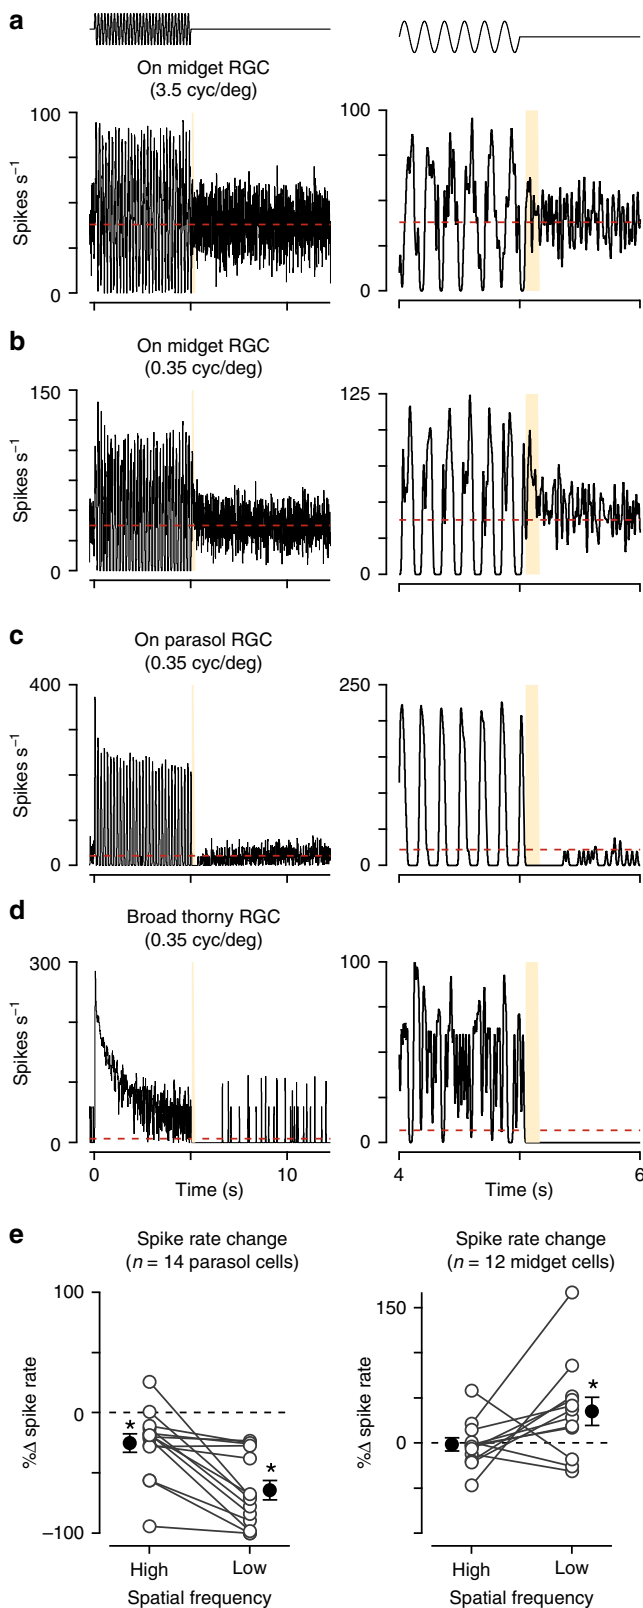 a
On midget RGC
(3.5 cyc/deg)
100
0
Spikes s⁻¹
100
0
b
On midget RGC
(0.35 cyc/deg)
150
0
Spikes s⁻¹
125
0
c
On parasol RGC
(0.35 cyc/deg)
400
0
Spikes s⁻¹
250
0
d
Broad thorny RGC
(0.35 cyc/deg)
300
0
Spikes s⁻¹
100
0
0 10
Time (s)
4 6
Time (s)
e
Spike rate change
(n = 14 parasol cells)
100
0
−100
%Δ spike rate
* *
High Low
Spatial frequency
Spike rate change
(n = 12 midget cells)
150
0
%Δ spike rate
*
High Low
Spatial frequency